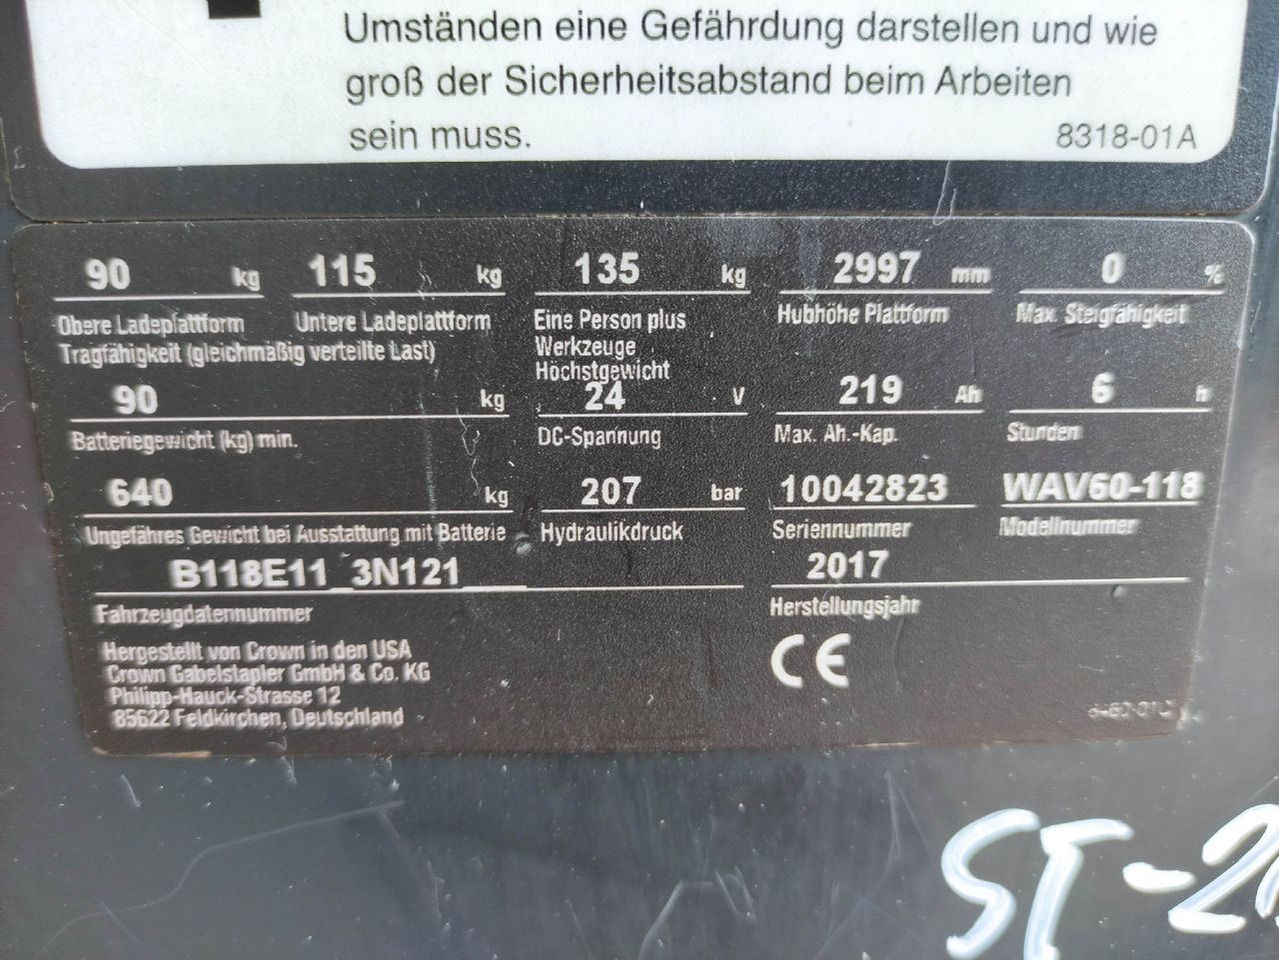 Umständen eine Gefährdung darstellen und wie
groß der Sicherheitsabstand beim Arbeiten
sein muss. 8318-01A
90 kg 115 kg 135 kg 2997 mm 0 %
Obere Ladeplattform Untere Ladeplattform Eine Person plus Hubhöhe Plattform Max. Steigfähigkeit
Tragfähigkeit (gleichmäßig verteilte Last) Werkzeuge
Höchstgewicht
90 kg 24 V 219 Ah 6 h
Batteriegewicht (kg) min. DC-Spannung Max. Ah.-Kap. Stunden
640 kg 207 bar 10042823 WAV60-118
Ungefähres Gewicht bei Ausstattung mit Batterie Hydraulikdruck Seriennummer Modellnummer
B118E11_3N121___ 2017
Fahrzeugdatennummer Herstellungsjahr
Hergestellt von Crown in den USA
Crown Gabelstapler GmbH & Co. KG
Philipp-Hauck-Strasse 12
85622 Feldkirchen, Deutschland
CE
ST-2